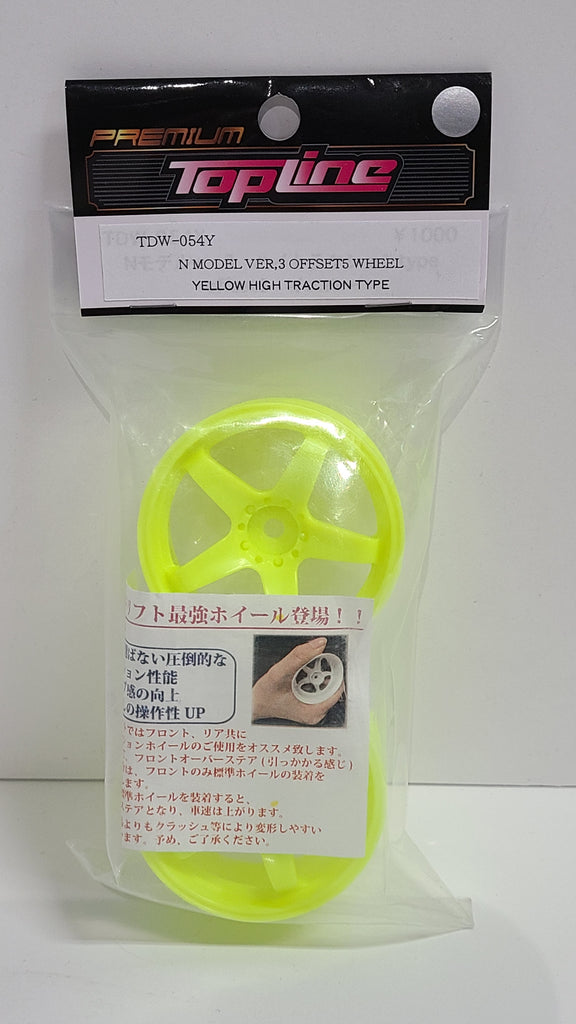 PREMIUM
TopLine
TDW-054Y
N MODEL VER,3 OFFSET5 WHEEL
YELLOW HIGH TRACTION TYPE
¥1000
リフト最強ホイール登場！！
ばない圧倒的な
ョン性能
感の向上
の操作性 UP
ではフロント、リア共に
ションホイールのご使用をオススメ致します。
、フロントオーバーステア(引っかかる感じ)
は、フロントのみ標準ホイールの装着を
ます。
準ホイールを装着すると、
ステアとなり、車速は上がります。
よりもクラッシュ等により変形しやすい
ます。予め、ご了承ください。